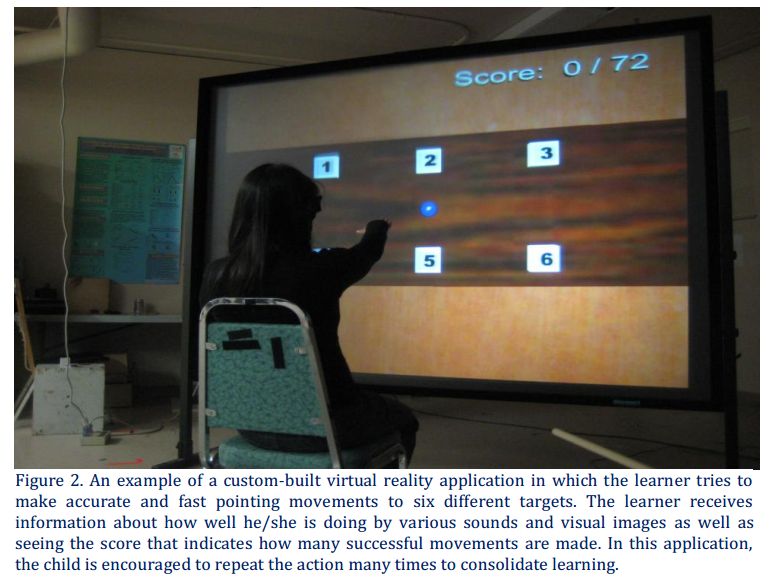 Score: 0 / 72
1 2 3
5 6
Figure 2. An example of a custom-built virtual reality application in which the learner tries to
make accurate and fast pointing movements to six different targets. The learner receives
information about how well he/she is doing by various sounds and visual images as well as
seeing the score that indicates how many successful movements are made. In this application,
the child is encouraged to repeat the action many times to consolidate learning.